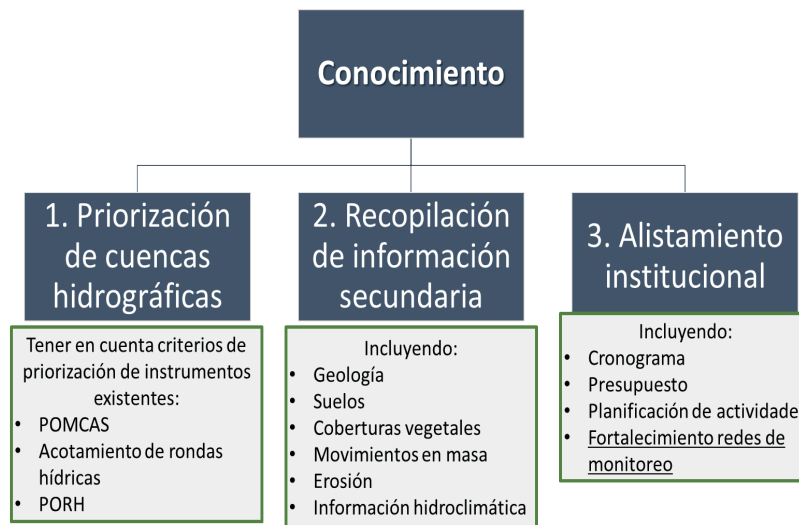 Conocimiento
1. Priorización
de cuencas
hidrográficas
Tener en cuenta criterios de
priorización de instrumentos
existentes:
• POMCAS
• Acotamiento de rondas
hídricas
• PORH
2. Recopilación
de información
secundaria
Incluyendo:
• Geología
• Suelos
• Coberturas vegetales
• Movimientos en masa
• Erosión
• Información hidroclimática
3. Alistamiento
institucional
Incluyendo:
• Cronograma
• Presupuesto
• Planificación de actividade
• Fortalecimiento redes de
monitoreo